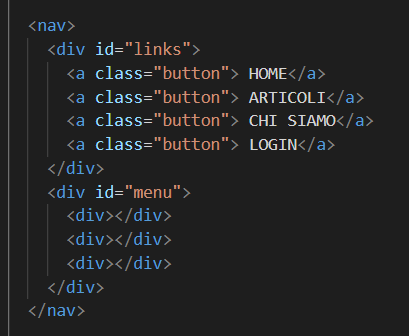 <nav>
<div id="links">
<a class="button"> HOME</a>
<a class="button"> ARTICOLI</a>
<a class="button"> CHI SIAMO</a>
<a class="button"> LOGIN</a>
</div>
<div id="menu">
<div></div>
<div></div>
<div></div>
</div>
</nav>